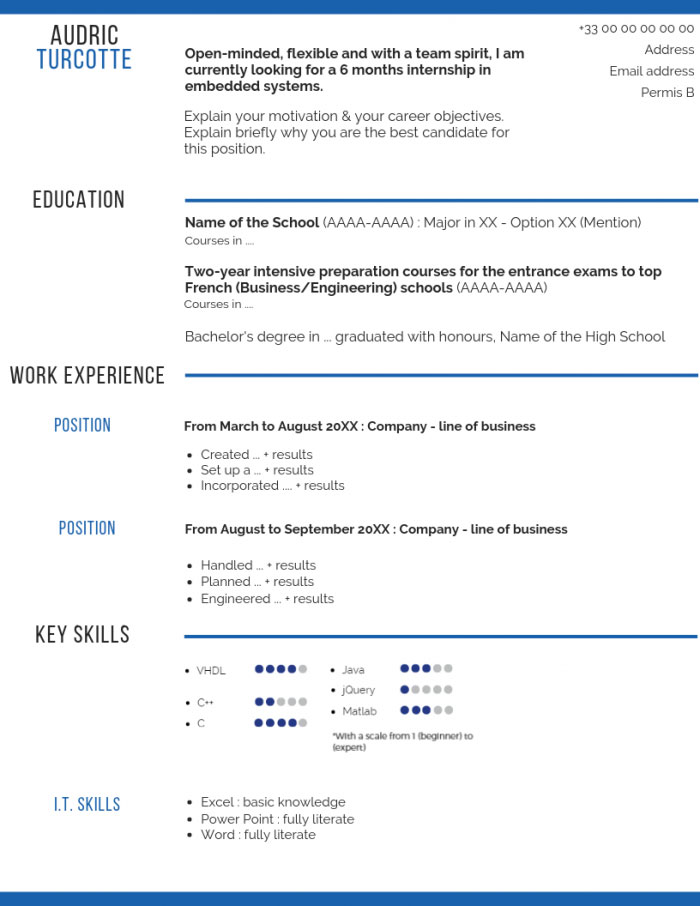 AUDRIC
TURCOTTE
Open-minded, flexible and with a team spirit, I am
currently looking for a 6 months internship in
embedded systems.
Explain your motivation & your career objectives.
Explain briefly why you are the best candidate for
this position.
+33 00 00 00 00 00
Address
Email address
Permis B
EDUCATION
Name of the School (AAAA-AAAA) : Major in XX - Option XX (Mention)
Courses in ....
Two-year intensive preparation courses for the entrance exams to top
French (Business/Engineering) schools (AAAA-AAAA)
Courses in ....
Bachelor's degree in ... graduated with honours, Name of the High School
WORK EXPERIENCE
POSITION
From March to August 20XX : Company - line of business
• Created ... + results
• Set up a ... + results
• Incorporated .... + results
POSITION
From August to September 20XX : Company - line of business
• Handled ... + results
• Planned ... + results
• Engineered ... + results
KEY SKILLS
• VHDL
• C++
• C
• Java
• jQuery
• Matlab
*With a scale from 1 (beginner) to
(expert)
I.T. SKILLS
• Excel : basic knowledge
• Power Point : fully literate
• Word : fully literate